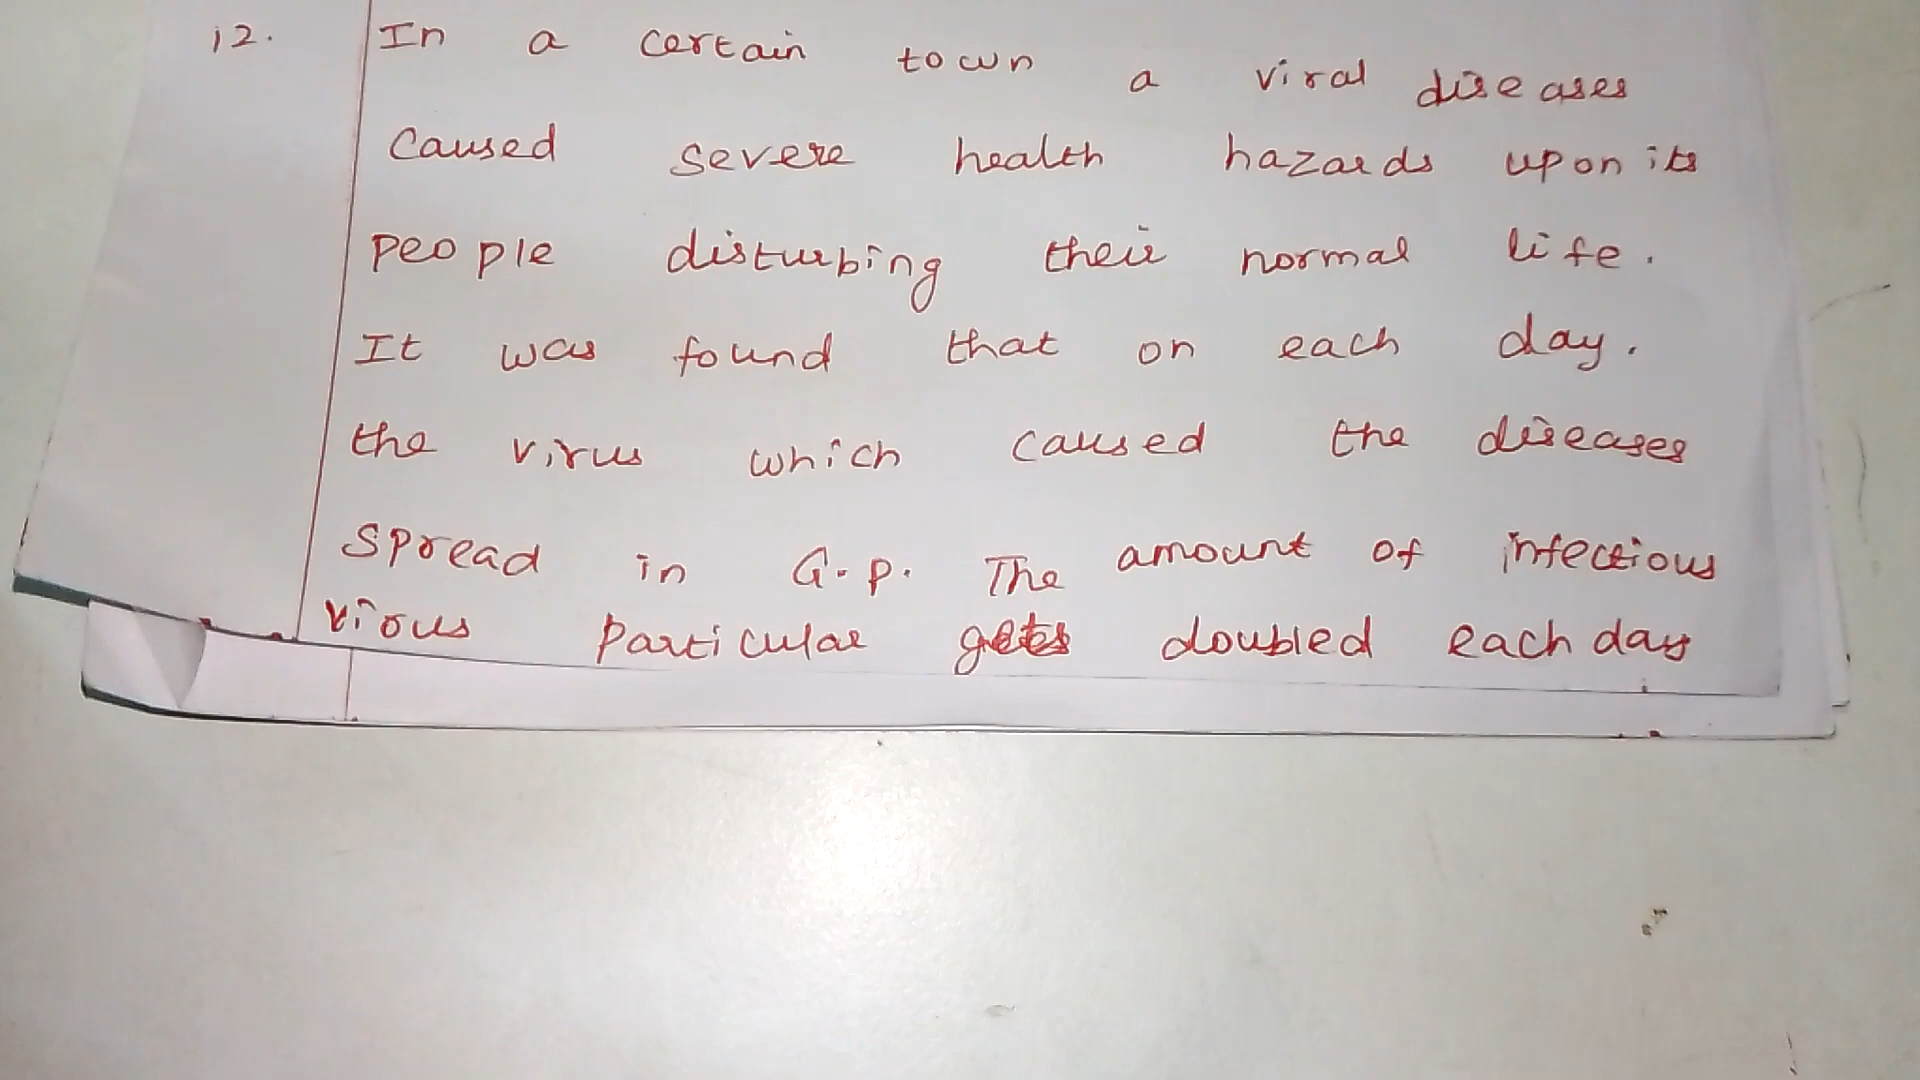 12. In a certain town a viral diseases
caused severe health hazards upon its
people disturbing their normal life.
It was found that on each day.
the virus which caused the diseases
spread in G.P. The amount of infectious
virous particular gets doubled each day